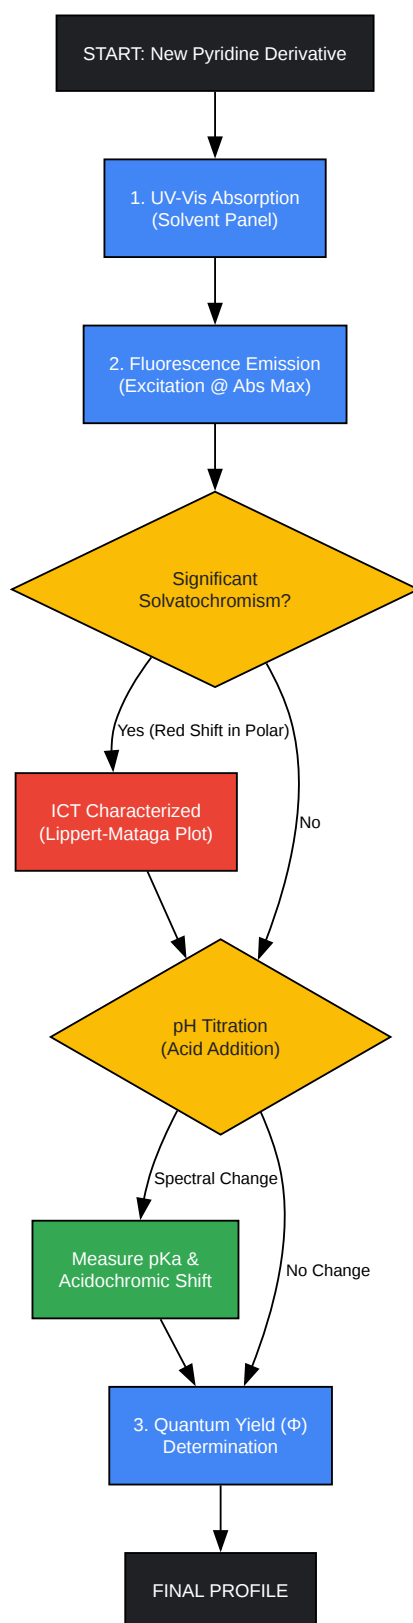 START: New Pyridine Derivative
1. UV-Vis Absorption
(Solvent Panel)
2. Fluorescence Emission
(Excitation @ Abs Max)
Significant
Solvatochromism?
Yes (Red Shift in Polar)
ICT Characterized
(Lippert-Mataga Plot)
No
pH Titration
(Acid Addition)
Spectral Change
Measure pKa &
Acidochromic Shift
No Change
3. Quantum Yield (Φ)
Determination
FINAL PROFILE